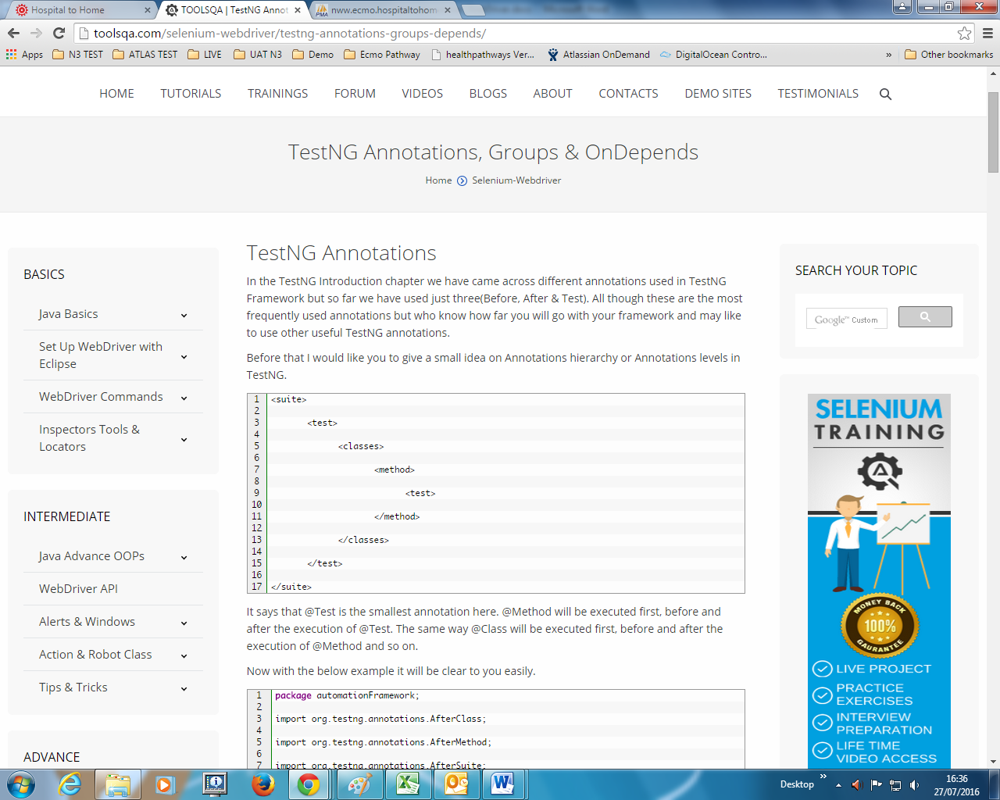 Hospital to Home
TOOLSQA | TestNG Annot
nww.ecmo.hospitaltohom
toolsqa.com/selenium-webdriver/testng-annotations-groups-depends/
Apps
N3 TEST
ATLAS TEST
LIVE
UAT N3
Demo
Ecmo Pathway
healthpathways Ver...
Atlassian OnDemand
DigitalOcean Contro...
»
Other bookmarks
HOME TUTORIALS TRAININGS FORUM VIDEOS BLOGS ABOUT CONTACTS DEMO SITES TESTIMONIALS
TestNG Annotations, Groups & OnDepends
Home Selenium-Webdriver
BASICS
Java Basics
Set Up WebDriver with
Eclipse
WebDriver Commands
Inspectors Tools &
Locators
INTERMEDIATE
Java Advance OOPs
WebDriver API
Alerts & Windows
Action & Robot Class
Tips & Tricks
ADVANCE
TestNG Annotations
In the TestNG Introduction chapter we have came across different annotations used in TestNG
Framework but so far we have used just three(Before, After & Test). All though these are the most
frequently used annotations but who know how far you will go with your framework and may like
to use other useful TestNG annotations.
Before that I would like you to give a small idea on Annotations hierarchy or Annotations levels in
TestNG.
1 <suite>
2
3 <test>
4
5 <classes>
6
7 <method>
8
9 <test>
10
11 </method>
12
13 </classes>
14
15 </test>
16
17 </suite>
It says that @Test is the smallest annotation here. @Method will be executed first, before and
after the execution of @Test. The same way @Class will be executed first, before and after the
execution of @Method and so on.
Now with the below example it will be clear to you easily.
1 package automationFramework;
2
3 import org.testng.annotations.AfterClass;
4
5 import org.testng.annotations.AfterMethod;
6
7 import org.testng.annotations.AfterSuite;
SEARCH YOUR TOPIC
Google™ Custom
SELENIUM
TRAINING
MONEY BACK
100%
GAURANTEE
LIVE PROJECT
PRACTICE
EXERCISES
INTERVIEW
PREPARATION
LIFE TIME
VIDEO ACCESS
Desktop
»
16:36
27/07/2016